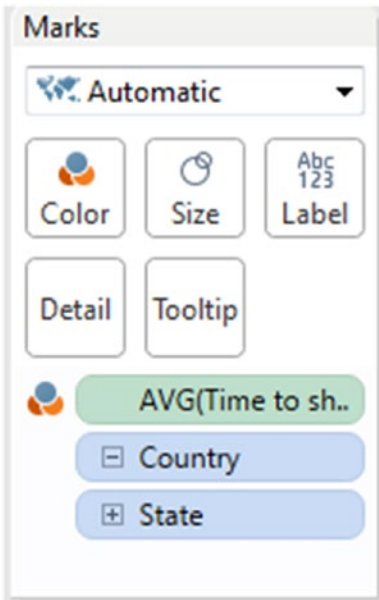 Marks
Automatic
Color
Size
Abc
123
Label
Detail
Tooltip
AVG(Time to sh..
Country
State